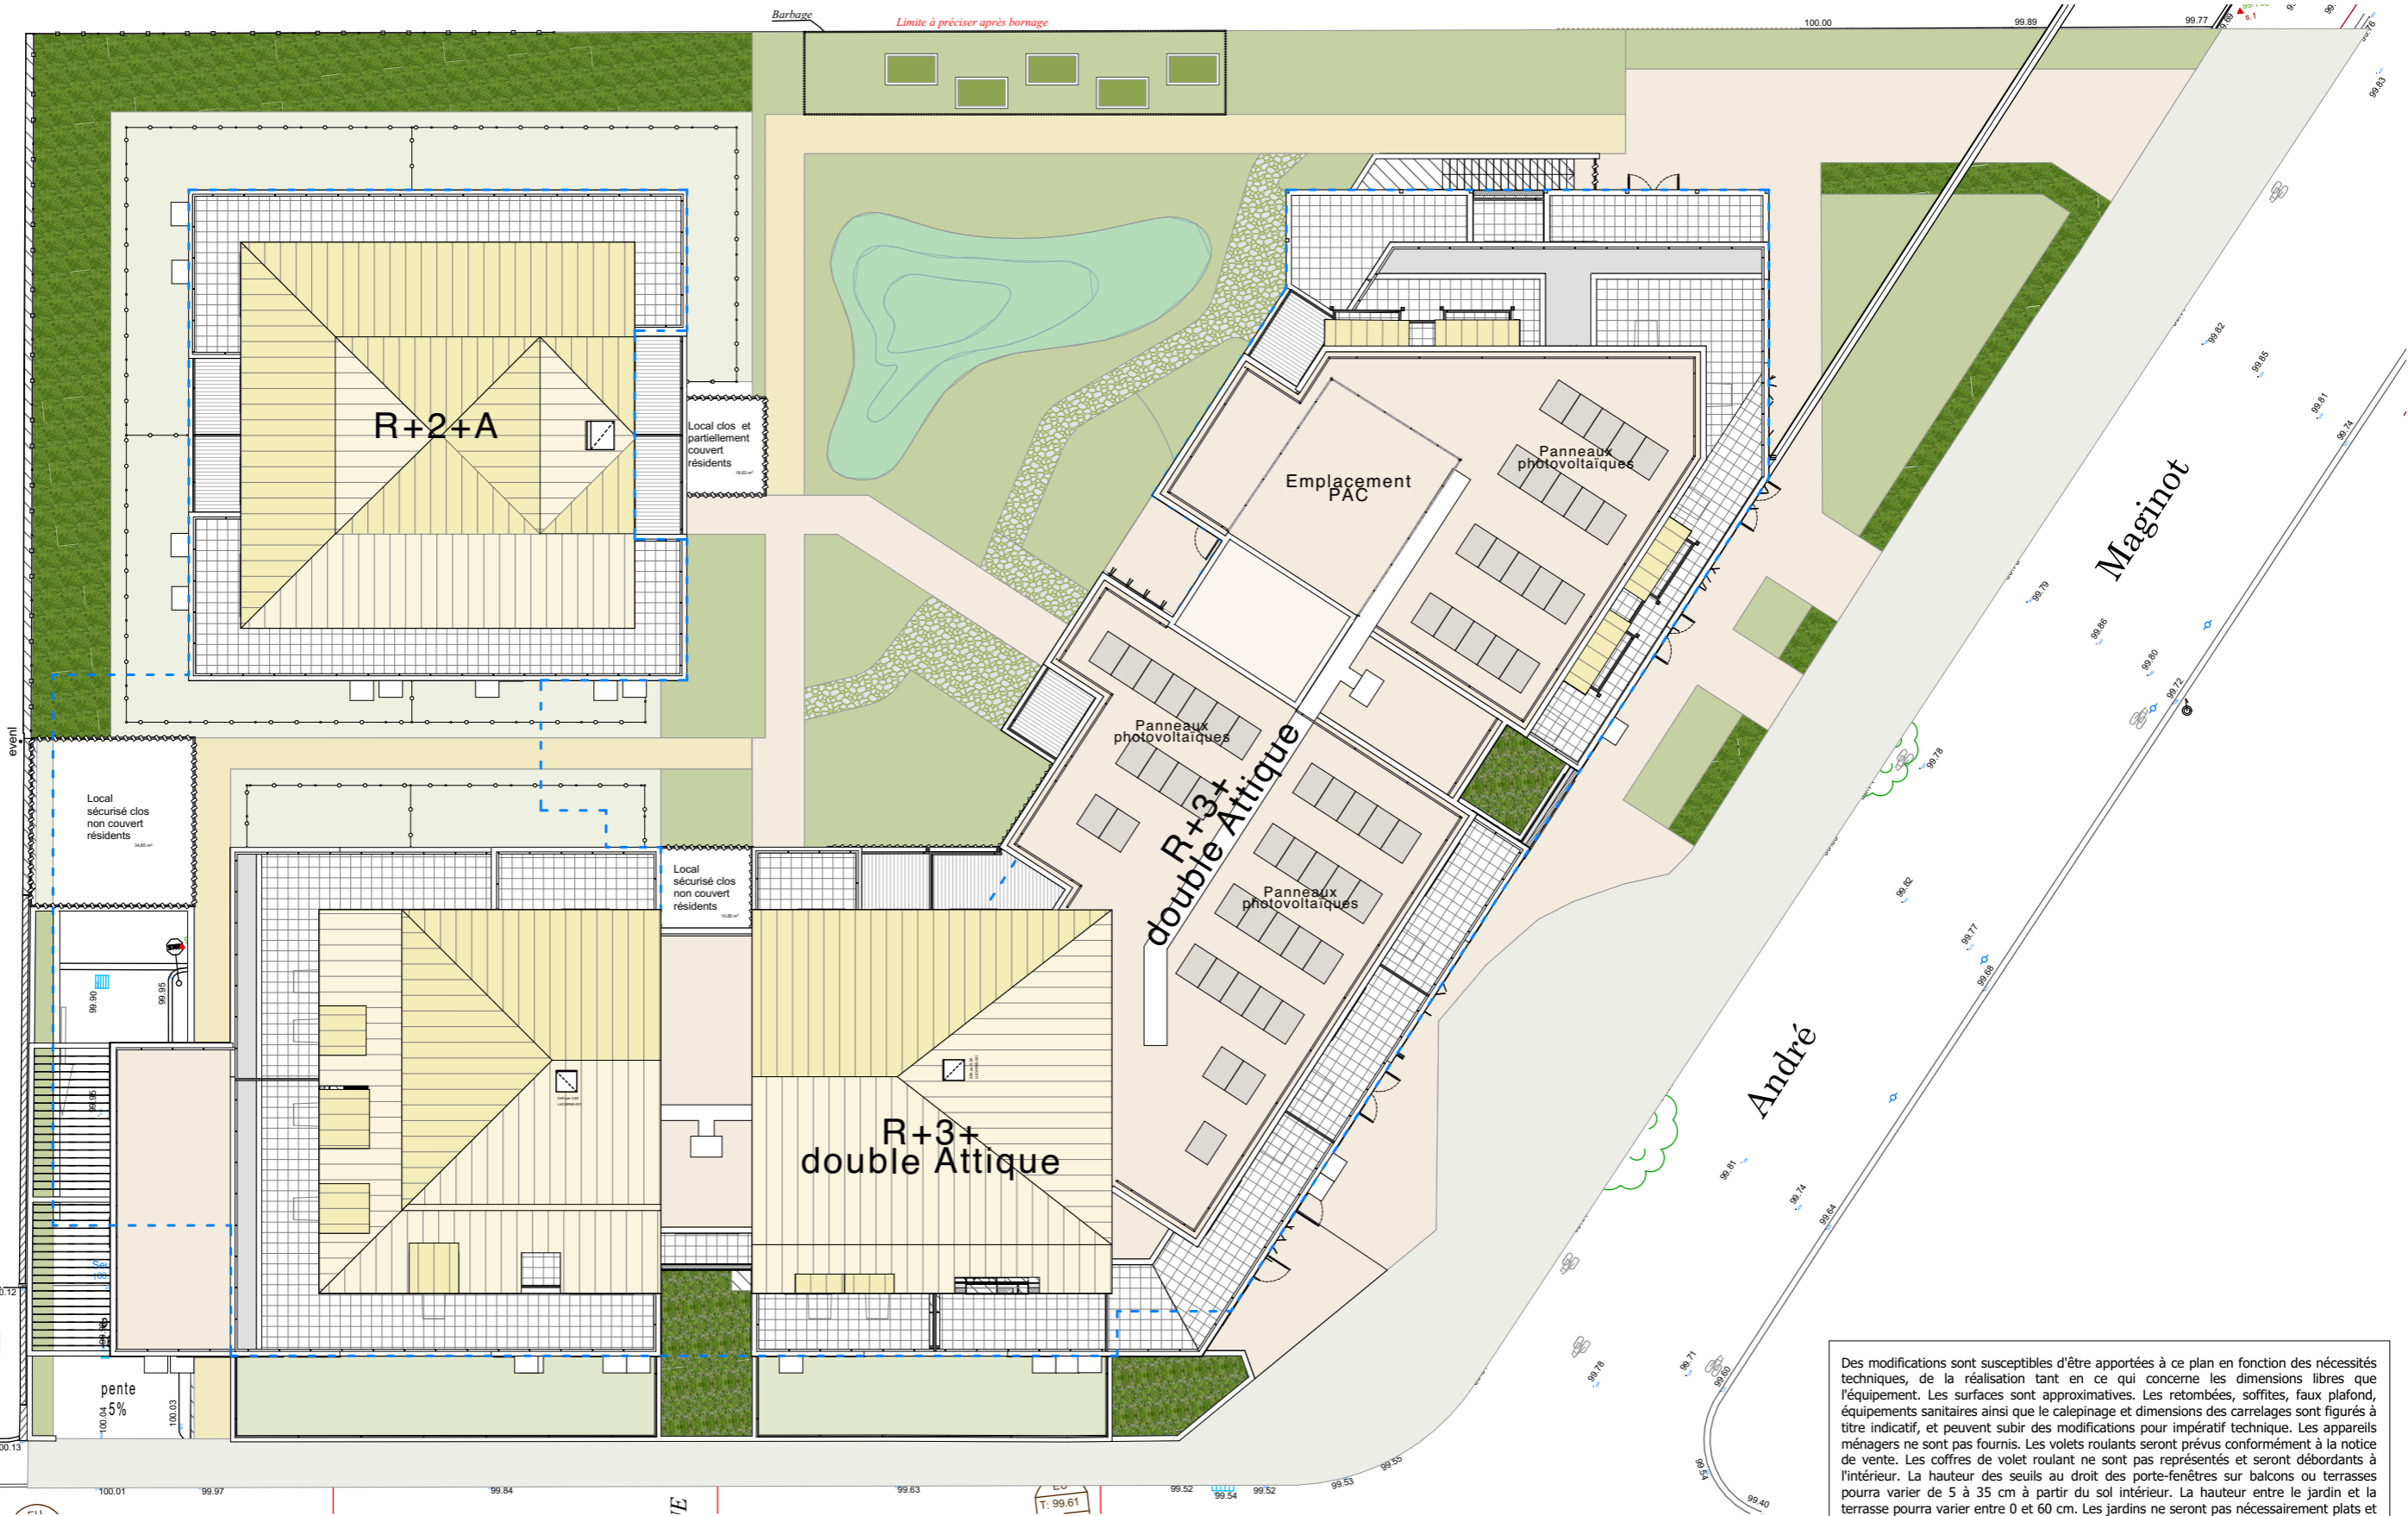 Barbage
Limite à préciser après bornage
100.00
99.89
99.77
s.1
99.83
R+2+A
Local clos et
partiellement
couvert
résidents
Panneaux
photovoltaïques
Emplacement
PAC
99.82
99.85
99.81
99.74
Maginot
99.79
99.86
99.80
99.72
99.78
Panneaux
photovoltaïques
R+3+
double Attique
Panneaux
photovoltaïques
Local
sécurisé clos
non couvert
résidents
34.85 m²
Local
sécurisé clos
non couvert
résidents
99.82
99.77
99.68
99.90
99.95
99.95
André
R+3+
double Attique
99.81
99.74
99.64
pente
5%
100.04
100.03
99.78
99.71
99.60
99.54
99.40
100.01
99.97
99.84
99.63
T: 99.61
99.52
99.54
99.52
99.53
99.55
Des modifications sont susceptibles d'être apportées à ce plan en fonction des nécessités
techniques, de la réalisation tant en ce qui concerne les dimensions libres que
l'équipement. Les surfaces sont approximatives. Les retombées, soffites, faux plafond,
équipements sanitaires ainsi que le calepinage et dimensions des carrelages sont figurés à
titre indicatif, et peuvent subir des modifications pour impératif technique. Les appareils
ménagers ne sont pas fournis. Les volets roulants seront prévus conformément à la notice
de vente. Les coffres de volet roulant ne sont pas représentés et seront débordants à
l'intérieur. La hauteur des seuils au droit des porte-fenêtres sur balcons ou terrasses
pourra varier de 5 à 35 cm à partir du sol intérieur. La hauteur entre le jardin et la
terrasse pourra varier entre 0 et 60 cm. Les jardins ne seront pas nécessairement plats et